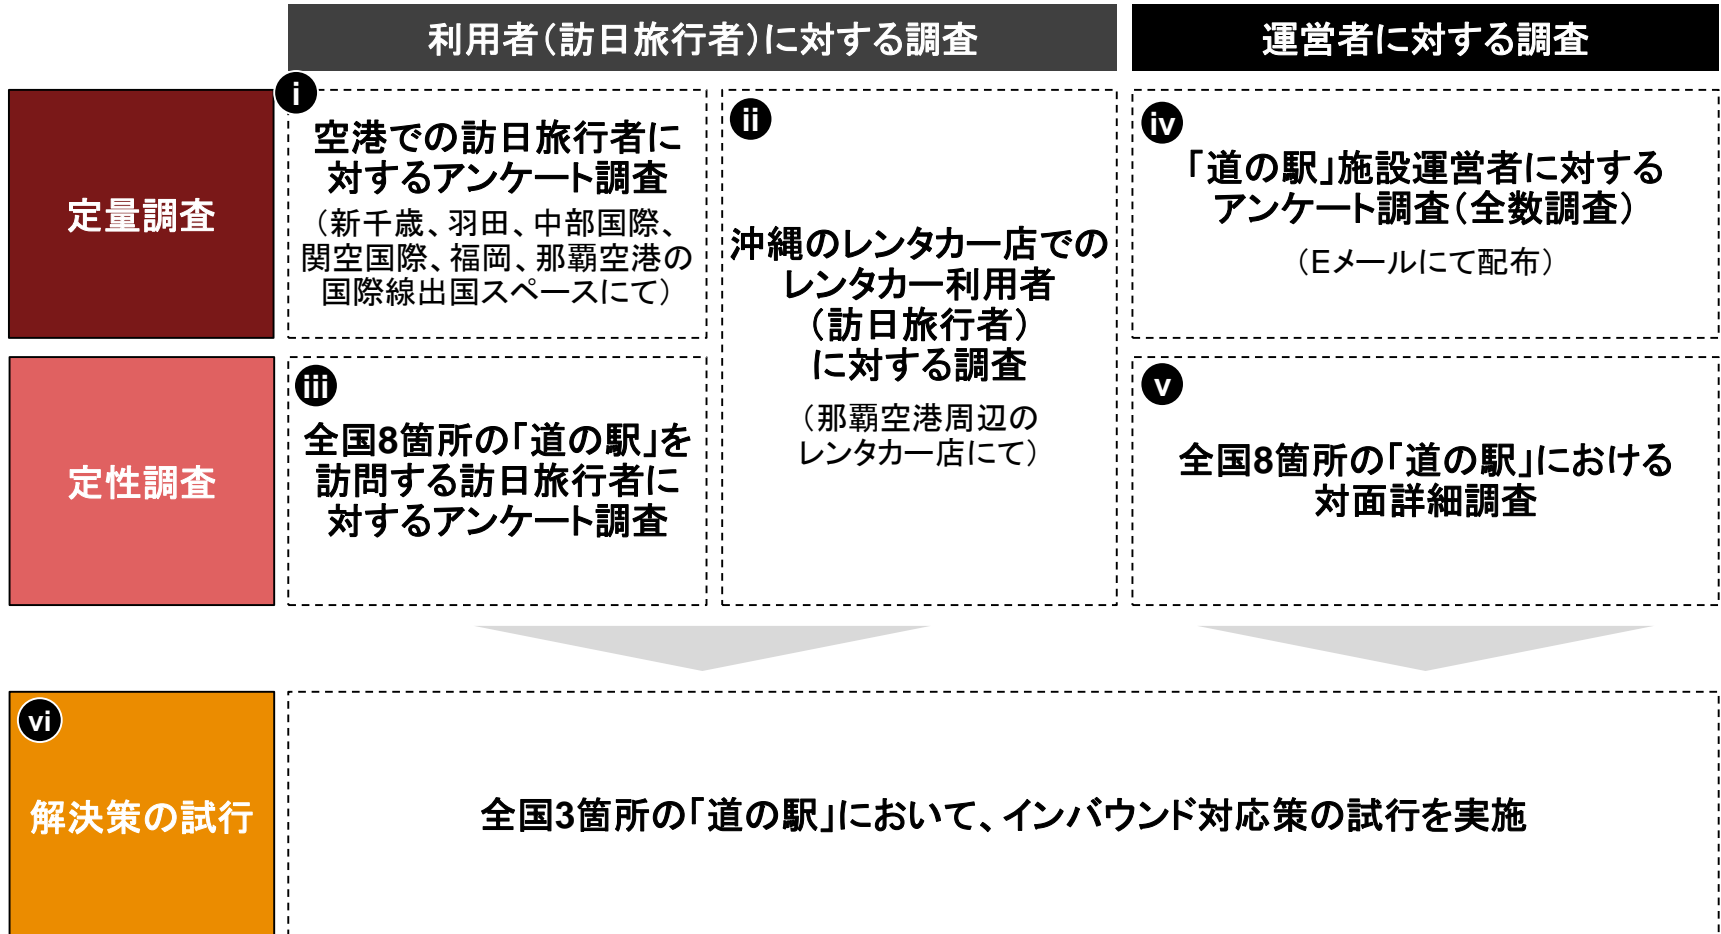 利用者（訪日旅行者）に対する調査
運営者に対する調査
定量調査
i
空港での訪日旅行者に
対するアンケート調査
（新千歳、羽田、中部国際、
関空国際、福岡、那覇空港の
国際線出国スペースにて）
ii
沖縄のレンタカー店での
レンタカー利用者
（訪日旅行者）
に対する調査
（那覇空港周辺の
レンタカー店にて）
iv
「道の駅」施設運営者に対する
アンケート調査（全数調査）
（Eメールにて配布）
定性調査
iii
全国8箇所の「道の駅」を
訪問する訪日旅行者に
対するアンケート調査
v
全国8箇所の「道の駅」における
対面詳細調査
vi
解決策の試行
全国3箇所の「道の駅」において、インバウンド対応策の試行を実施